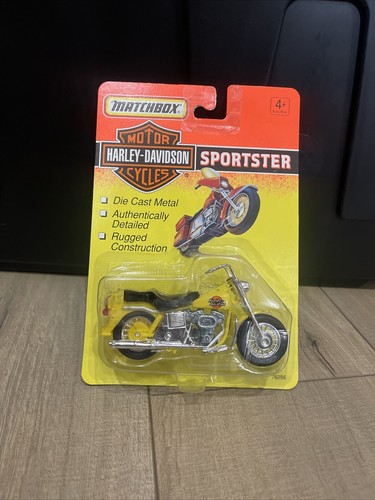 MATCHBOX
4+
MOTOR
HARLEY-DAVIDSON
CYCLES
SPORTSTER
Die Cast Metal
Authentically
Detailed
Rugged
Construction